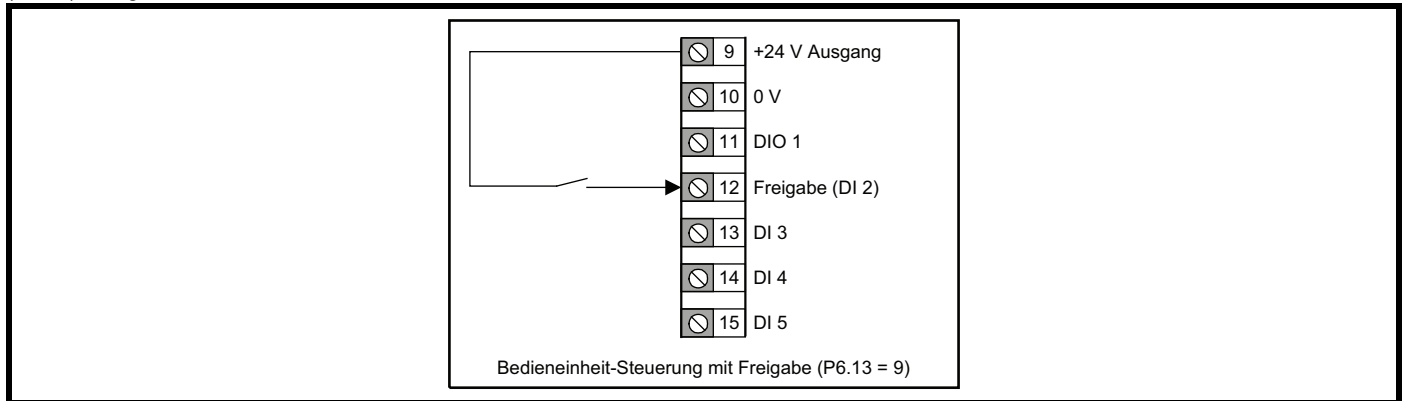 9 +24 V Ausgang
10 0 V
11 DIO 1
12 Freigabe (DI 2)
13 DI 3
14 DI 4
15 DI 5
Bedieneinheit-Steuerung mit Freigabe (P6.13 = 9)